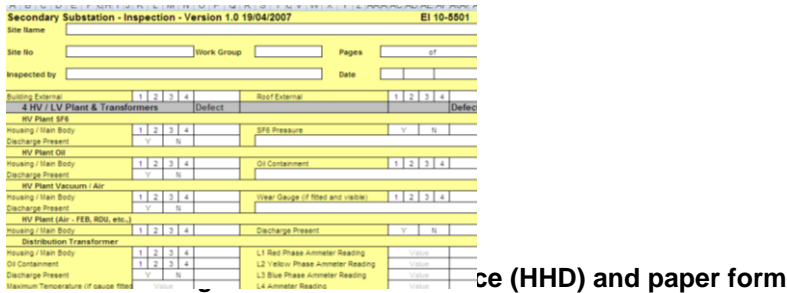 Secondary Substation - Inspection - Version 1.0 19/04/2007 EI 10-5501
Site Name
Site No Work Group Pages of
Inspected by Date
Building External 1 2 3 4 Roof External 1 2 3 4
4 HV / LV Plant & Transformers Defect Defec
HV Plant SF6
Housing / Main Body 1 2 3 4 SF6 Pressure Y N
Discharge Present Y N
HV Plant Oil
Housing / Main Body 1 2 3 4 Oil Containment 1 2 3 4
Discharge Present Y N
HV Plant Vacuum / Air
Housing / Main Body 1 2 3 4 Wear Gauge (if fitted and visible) 1 2 3 4
Discharge Present Y N
HV Plant (Air - FEB, RDU, etc..)
Housing / Main Body 1 2 3 4 Discharge Present Y N
Distribution Transformer
Housing / Main Body 1 2 3 4 L1 Red Phase Ammeter Reading Value
Oil Containment 1 2 3 4 L2 Yellow Phase Ammeter Reading Value
Discharge Present Y N L3 Blue Phase Ammeter Reading Value
Maximum Temperature (if gauge fitted Value L4 Ammeter Reading Value
ce (HHD) and paper form